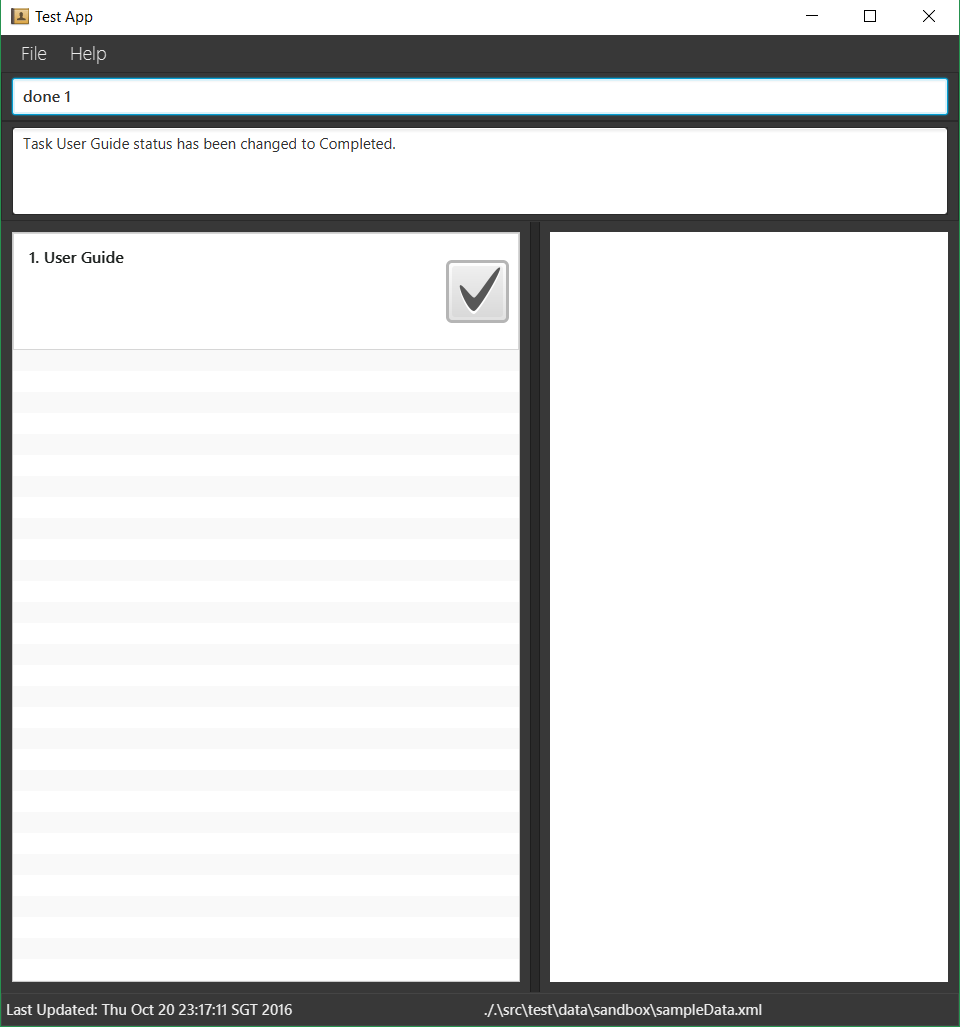 Test App
File Help
done 1
Task User Guide status has been changed to Completed.
1. User Guide
Last Updated: Thu Oct 20 23:17:11 SGT 2016 ./.\src\test\data\sandbox\sampleData.xml